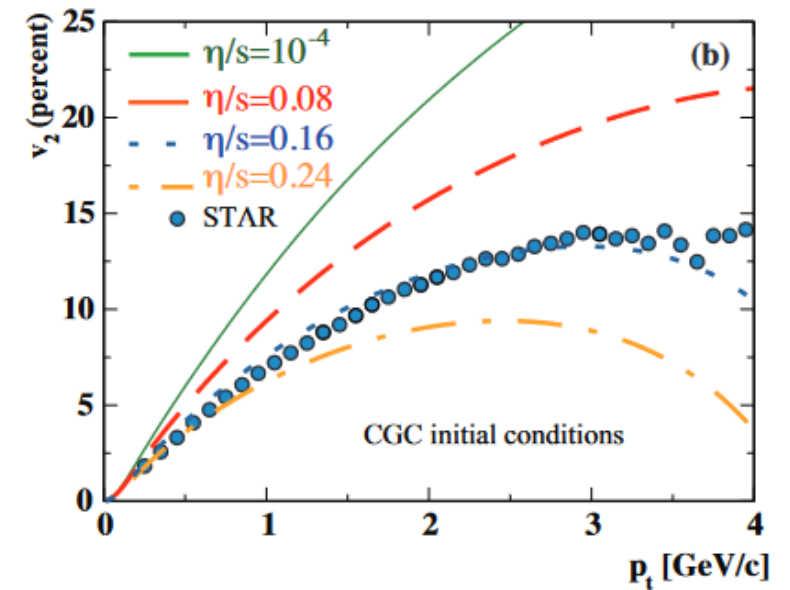 25
20
15
10
5
0
v₂ (percent)
η/s=10⁻⁴
η/s=0.08
η/s=0.16
η/s=0.24
STAR
(b)
CGC initial conditions
0 1 2 3 4
pₜ [GeV/c]